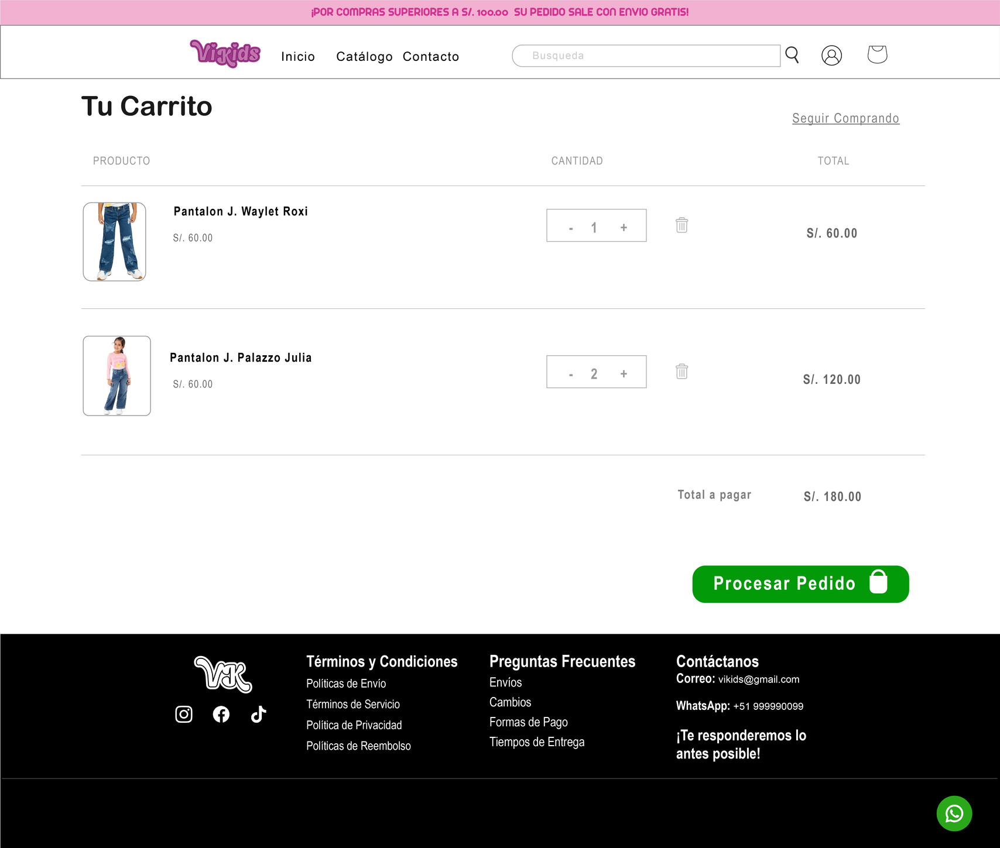 ¡POR COMPRAS SUPERIORES A S/. 100.00 SU PEDIDO SALE CON ENVIO GRATIS!
Vikids
Inicio Catálogo Contacto
Busqueda
Tu Carrito
Seguir Comprando
PRODUCTO CANTIDAD TOTAL
Pantalon J. Waylet Roxi
S/. 60.00
- 1 +
S/. 60.00
Pantalon J. Palazzo Julia
S/. 60.00
- 2 +
S/. 120.00
Total a pagar S/. 180.00
Procesar Pedido
VK
Términos y Condiciones
Políticas de Envío
Términos de Servicio
Política de Privacidad
Políticas de Reembolso
Preguntas Frecuentes
Envíos
Cambios
Formas de Pago
Tiempos de Entrega
Contáctanos
Correo: vikids@gmail.com
WhatsApp: +51 999990099
¡Te responderemos lo
antes posible!